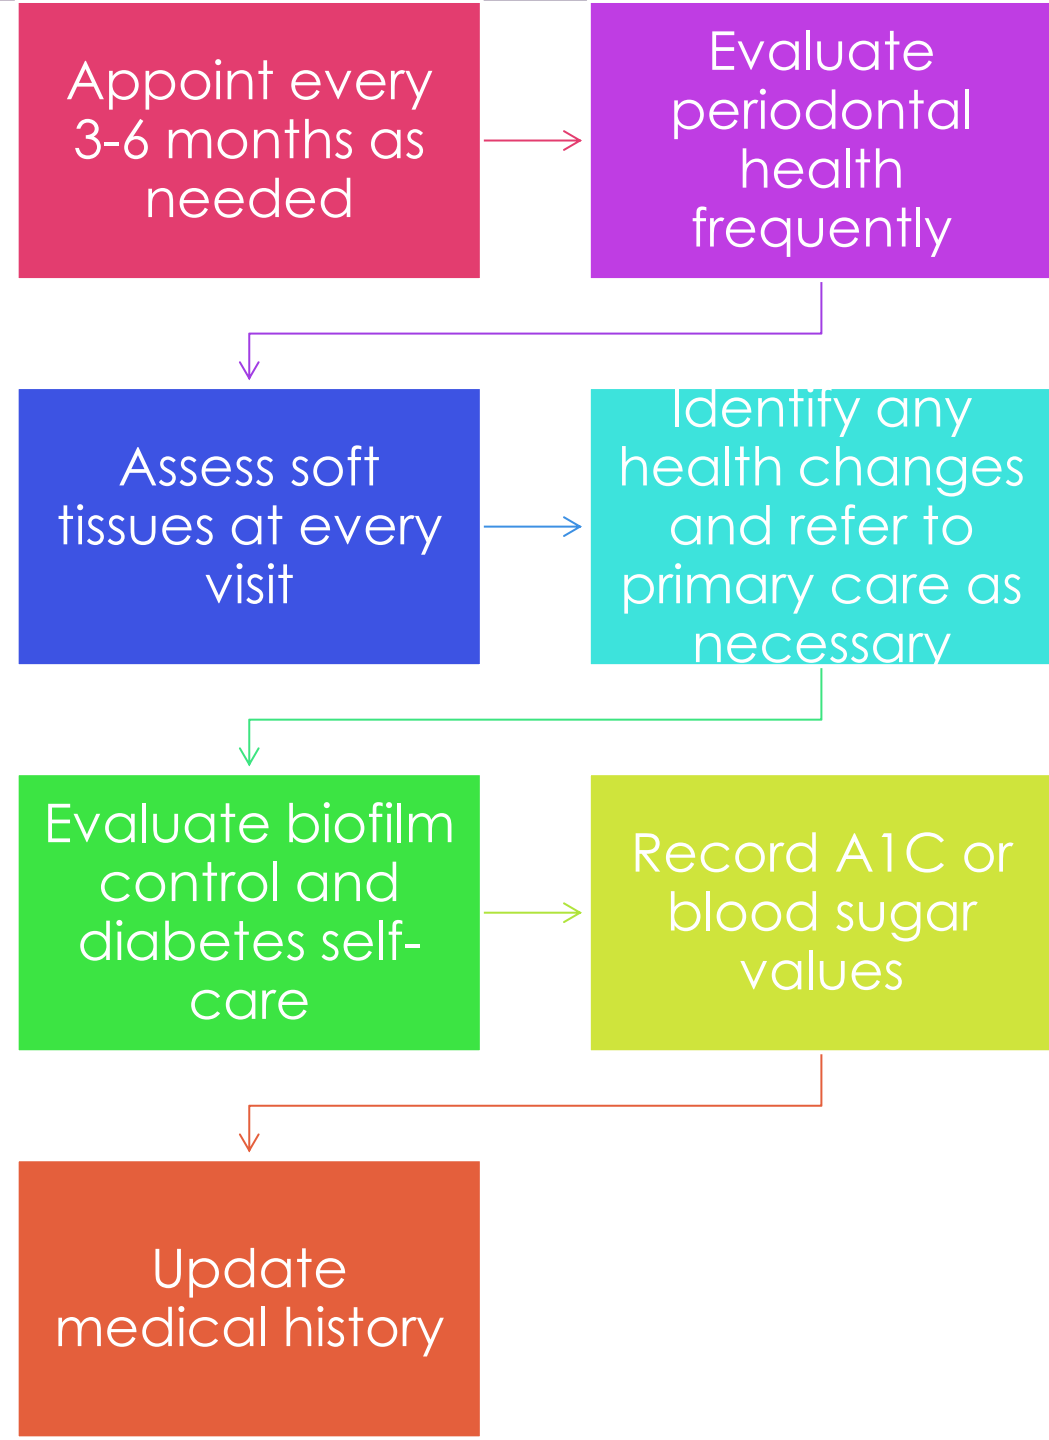 Appoint every
3-6 months as
needed
Evaluate
periodontal
health
frequently
Assess soft
tissues at every
visit
Identify any
health changes
and refer to
primary care as
necessary
Evaluate biofilm
control and
diabetes self-
care
Record A1C or
blood sugar
values
Update
medical history